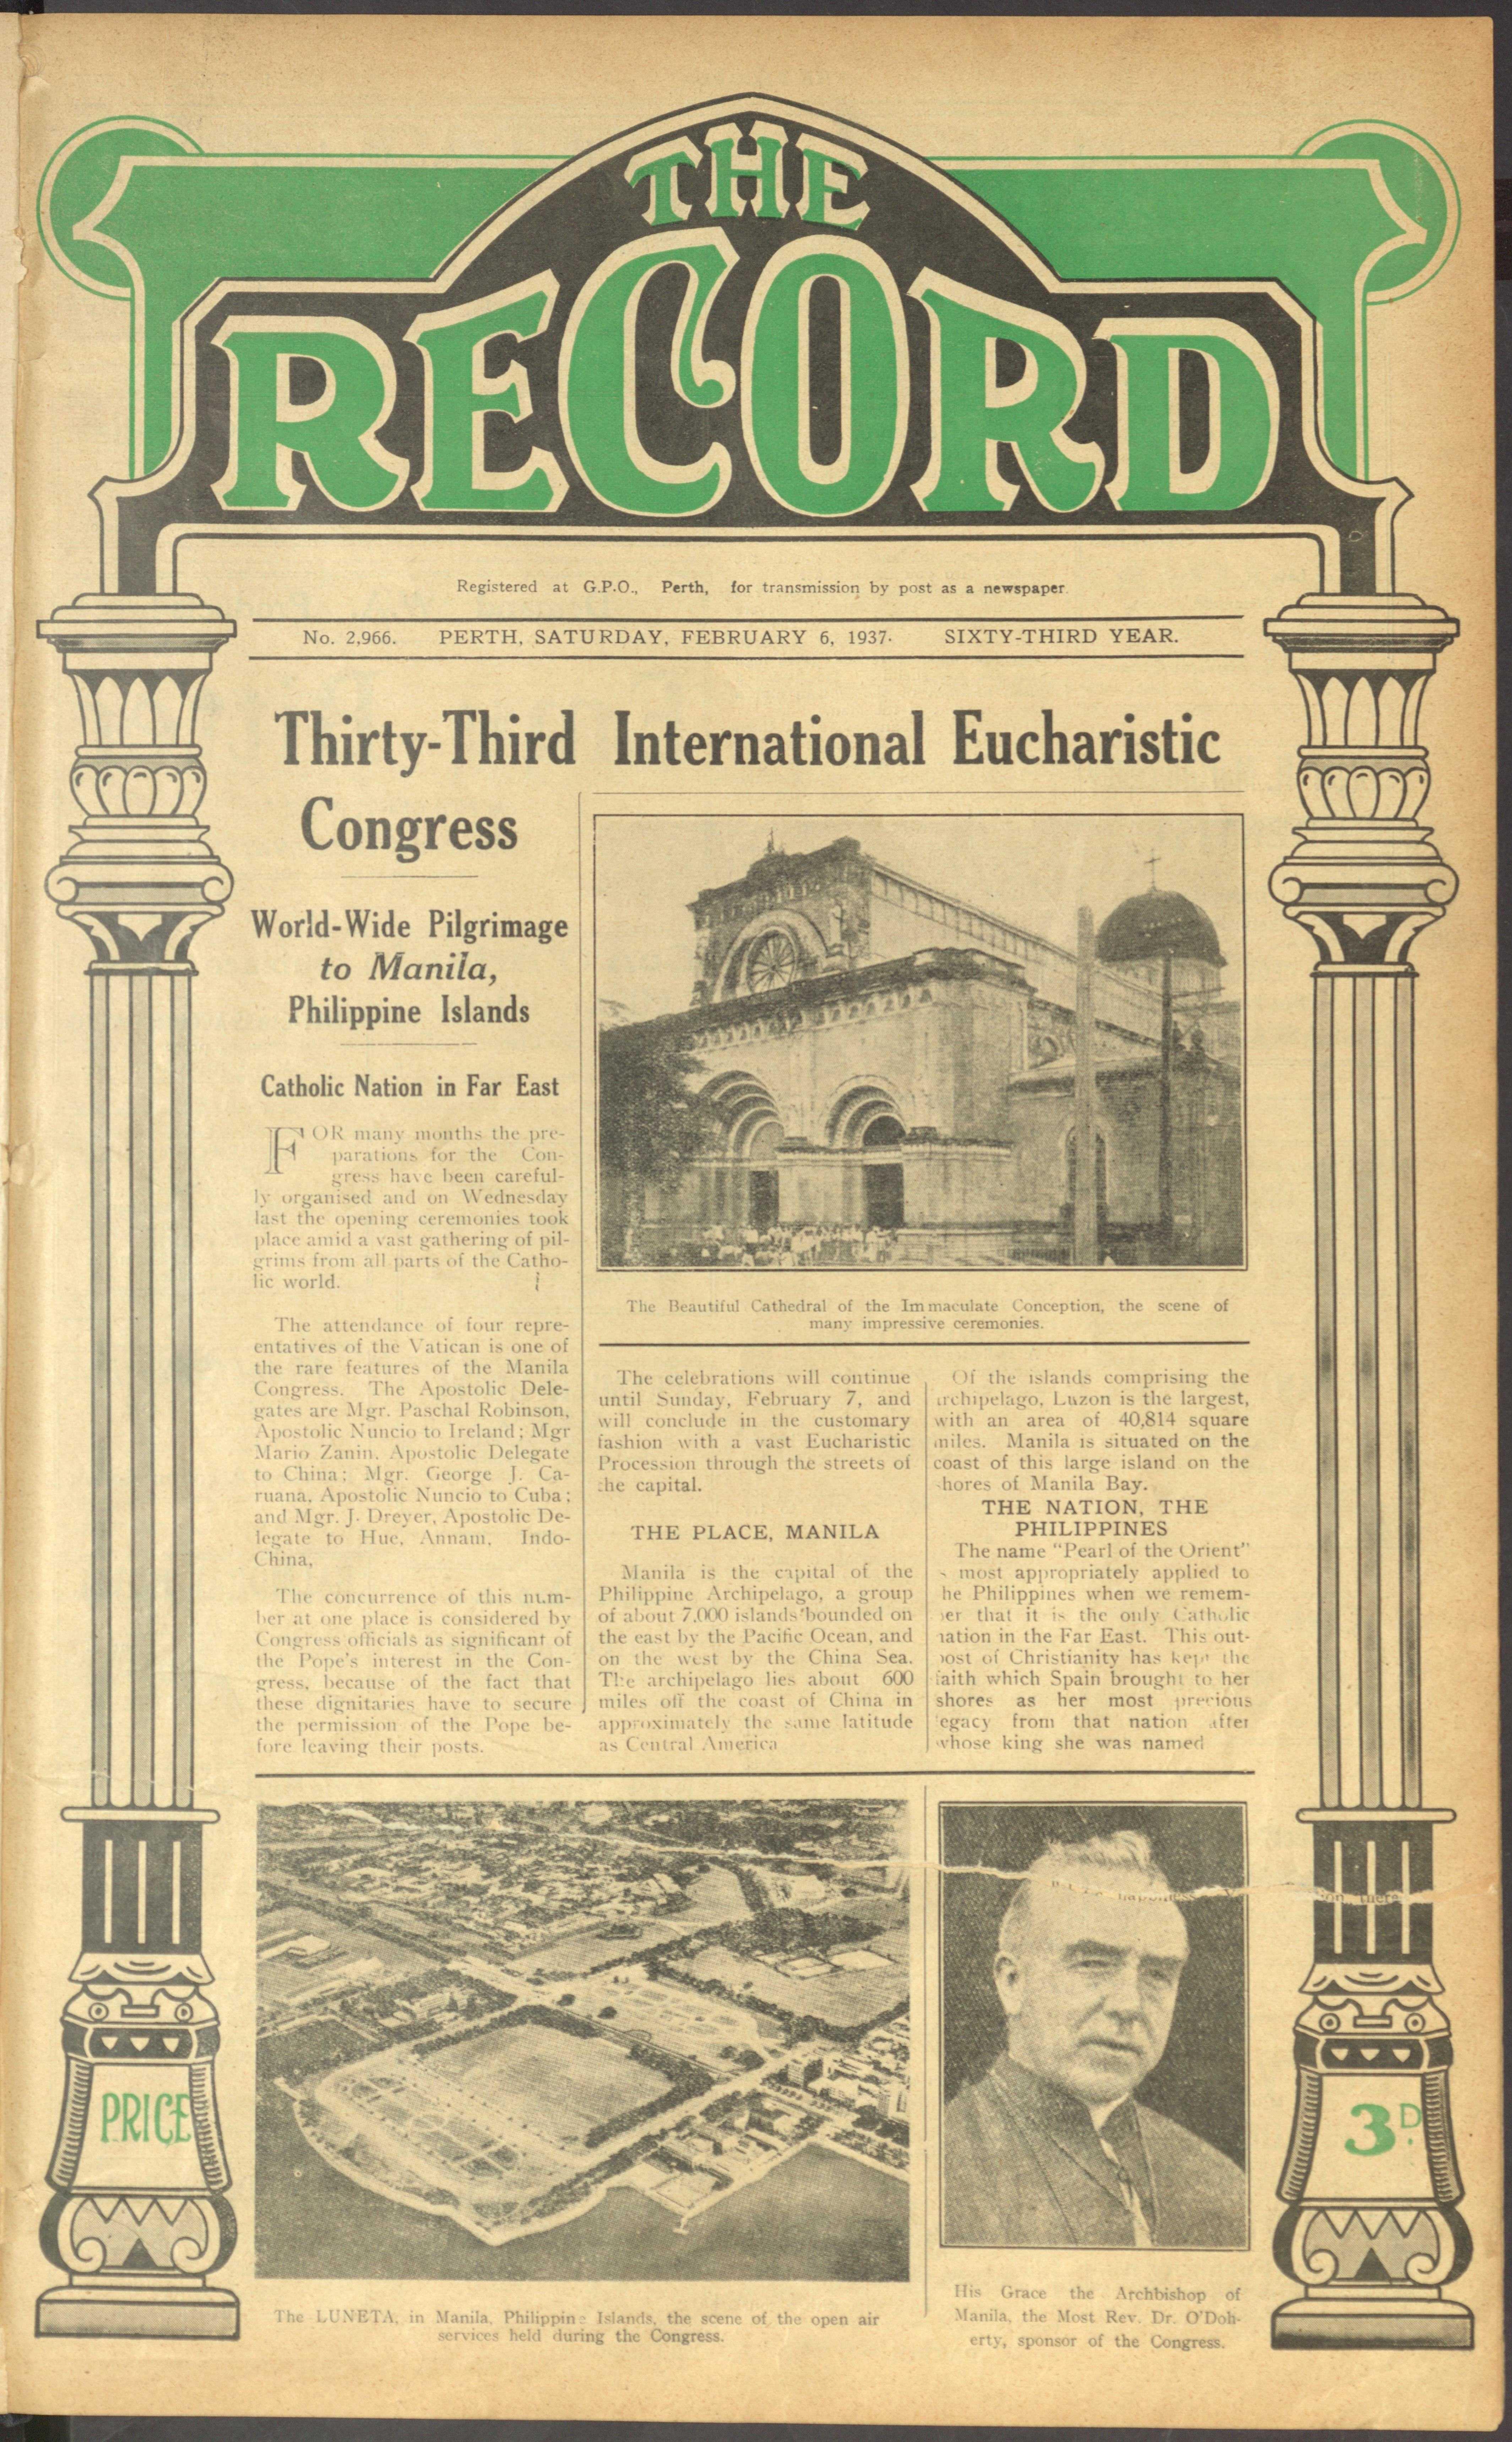 THE
RECORD
Registered at G.P.O., Perth, for transmission by post as a newspaper.
No. 2,966. PERTH, SATURDAY, FEBRUARY 6, 1937. SIXTY-THIRD YEAR.
Thirty-Third International Eucharistic
Congress
World-Wide Pilgrimage
to Manila,
Philippine Islands
Catholic Nation in Far East
FOR many months the pre-
parations for the Con-
gress have been careful-
ly organised and on Wednesday
last the opening ceremonies took
place amid a vast gathering of pil-
grims from all parts of the Catho-
lic world.
The attendance of four repre-
entatives of the Vatican is one of
the rare features of the Manila
Congress. The Apostolic Dele-
gates are Mgr. Paschal Robinson,
Apostolic Nuncio to Ireland; Mgr
Mario Zanin, Apostolic Delegate
to China; Mgr. George J. Ca-
ruana, Apostolic Nuncio to Cuba;
and Mgr. J. Dreyer, Apostolic De-
legate to Hue, Annam, Indo-
China,
The concurrence of this num-
ber at one place is considered by
Congress officials as significant of
the Pope's interest in the Con-
gress, because of the fact that
these dignitaries have to secure
the permission of the Pope be-
fore leaving their posts.
The Beautiful Cathedral of the Immaculate Conception, the scene of
many impressive ceremonies.
The celebrations will continue
until Sunday, February 7, and
will conclude in the customary
fashion with a vast Eucharistic
Procession through the streets of
the capital.
THE PLACE, MANILA
Manila is the capital of the
Philippine Archipelago, a group
of about 7,000 islands bounded on
the east by the Pacific Ocean, and
on the west by the China Sea.
The archipelago lies about 600
miles off the coast of China in
approximately the same latitude
as Central America
Of the islands comprising the
archipelago, Luzon is the largest,
with an area of 40,814 square
miles. Manila is situated on the
coast of this large island on the
shores of Manila Bay.
THE NATION, THE
PHILIPPINES
The name "Pearl of the Orient"
s most appropriately applied to
he Philippines when we remem-
ber that it is the only Catholic
nation in the Far East. This out-
post of Christianity has kept the
faith which Spain brought to her
shores as her most precious
legacy from that nation after
whose king she was named
The LUNETA, in Manila, Philippine Islands, the scene of the open air
services held during the Congress.
His Grace the Archbishop of
Manila, the Most Rev. Dr. O'Doh-
erty, sponsor of the Congress.
PRICE
3D.